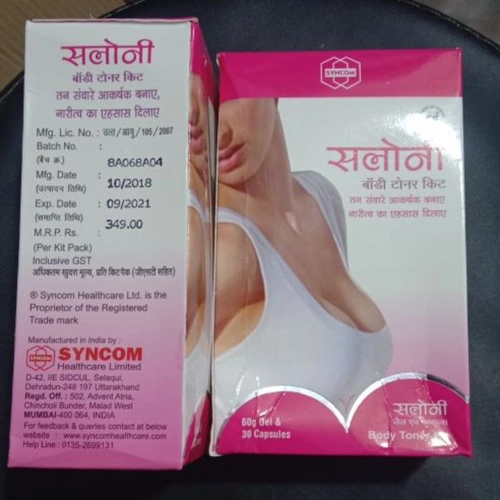 सलोनी
बॉडी टोनर किट
तन संवारे आकर्षक बनाए,
नारीत्व का एहसास दिलाए
Mfg. Lic. No. : उत्त/आयु/105/2007
Batch No. :
(बैच क्र.) 8A068A04
Mfg. Date : 10/2018
(उत्पादन तिथि)
Exp. Date : 09/2021
(समाप्ति तिथि)
M.R.P. Rs. : 349.00
(Per Kit Pack)
Inclusive GST
अधिकतम खुदरा मूल्य, प्रति किट पेक (जीएसटी सहित)
® Syncom Healthcare Ltd. is the
Proprietor of the Registered
Trade mark
Manufactured in India by :
SYNCOM
SYNCOM
Healthcare Limited
D-42, IIE SIDCUL, Selaqui,
Dehradun-248 197 Uttarakhand
Regd. Off. : 502, Advent Atria,
Chincholi Bunder, Malad West
MUMBAI-400 064, INDIA
For feedback & queries contact at below
website : www.syncomhealthcare.com
Help Line : 0135-2699131
SYNCOM
सलोनी
बॉडी टोनर किट
तन संवारे आकर्षक बनाए
नारीत्व का एहसास दिलाए
60g Gel &
30 Capsules
सलोनी
जैल एवं
Body Toner